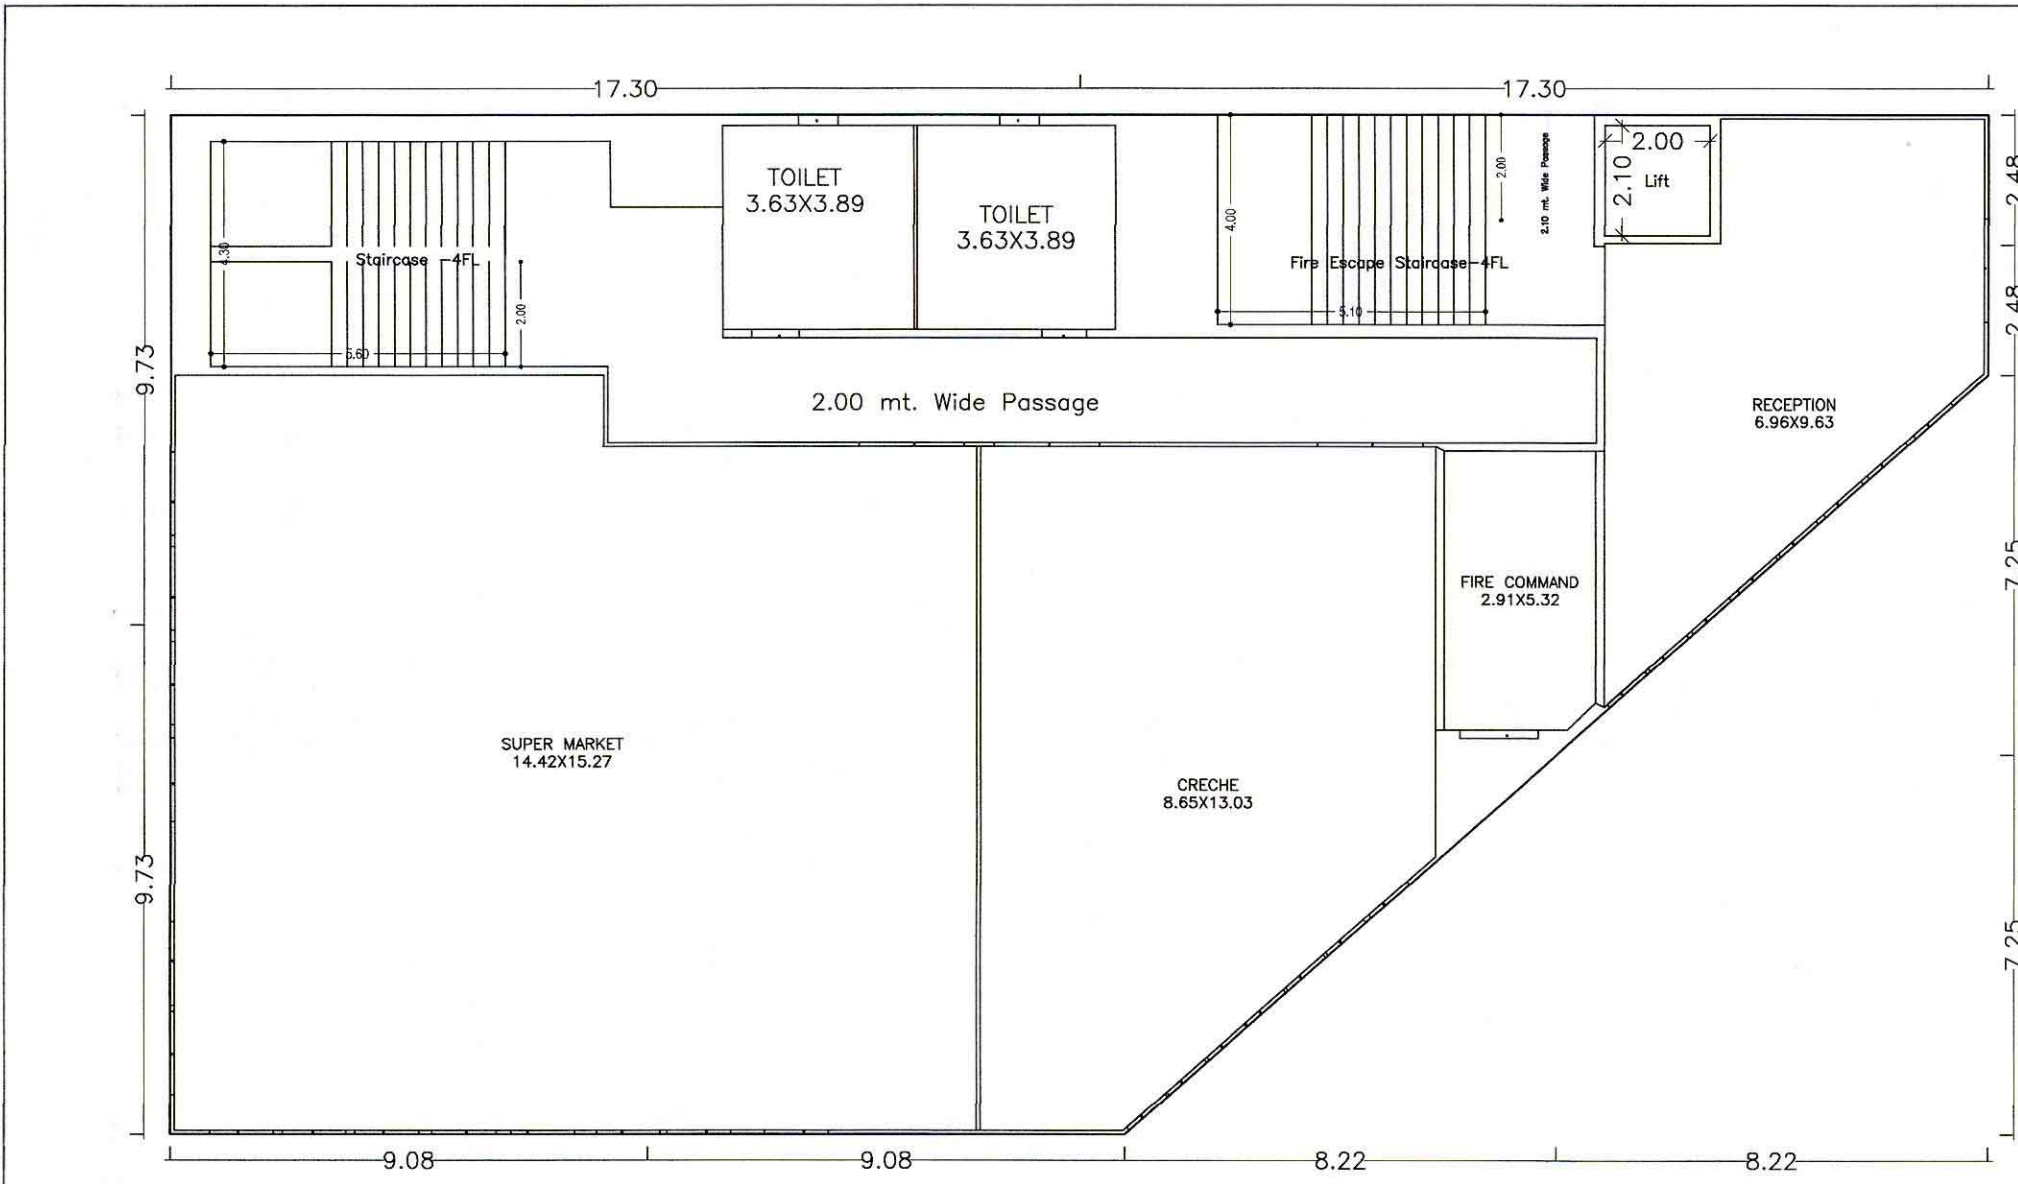 17.30
17.30
9.73
9.73
TOILET
3.63X3.89
TOILET
3.63X3.89
4.30
Staircase -4FL
2.00
5.60
4.00
Fire Escape Staircase-4FL
5.10
2.00
2.10 mt. Wide Passage
2.00
2.10
Lift
2.48
2.48
7.25
7.25
2.00 mt. Wide Passage
RECEPTION
6.96X9.63
FIRE COMMAND
2.91X5.32
SUPER MARKET
14.42X15.27
CRECHE
8.65X13.03
9.08
9.08
8.22
8.22